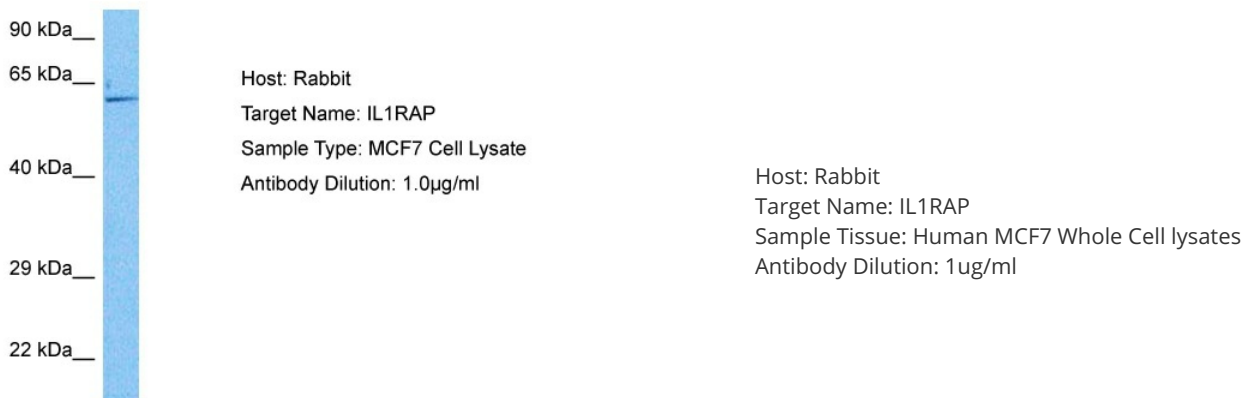 90 kDa__
65 kDa__
40 kDa__
29 kDa__
22 kDa__
Host: Rabbit
Target Name: IL1RAP
Sample Type: MCF7 Cell Lysate
Antibody Dilution: 1.0µg/ml
Host: Rabbit
Target Name: IL1RAP
Sample Tissue: Human MCF7 Whole Cell lysates
Antibody Dilution: 1ug/ml